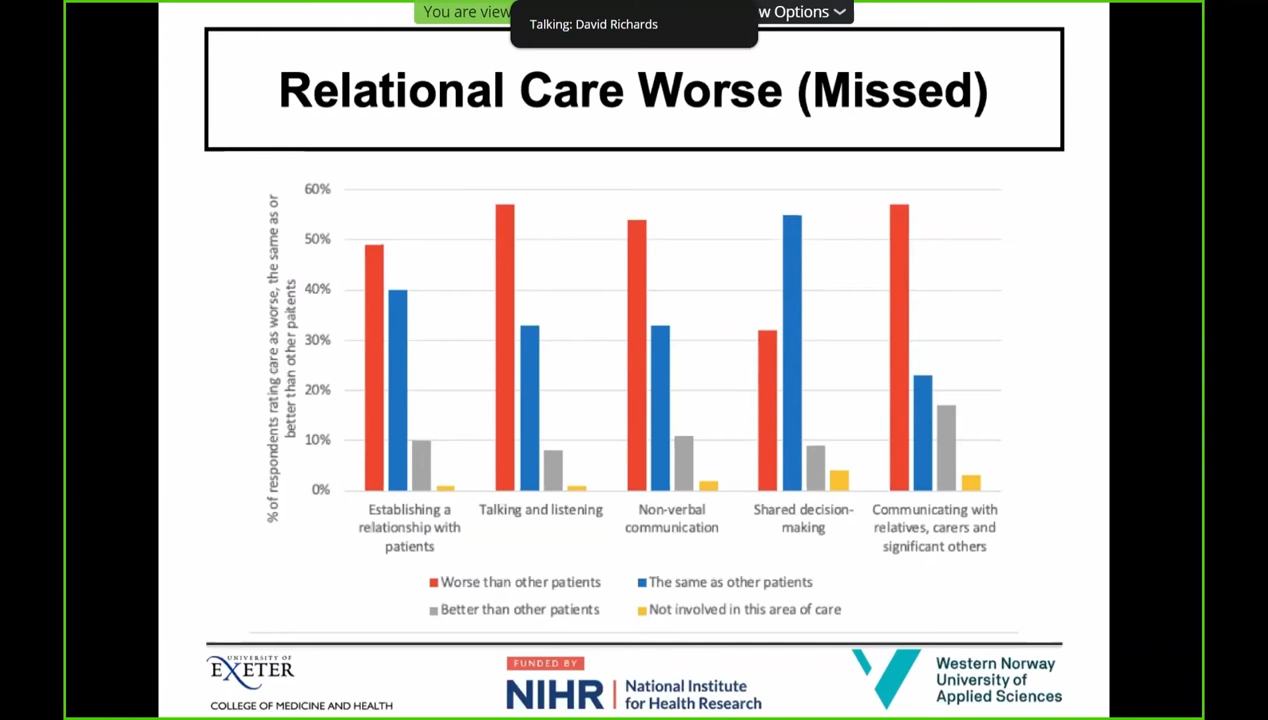 You are view
Talking: David Richards
w Options
Relational Care Worse (Missed)
% of respondents rating care as worse, the same as or
better than other paitents
60%
50%
40%
30%
20%
10%
0%
Establishing a
relationship with
patients
Talking and listening
Non-verbal
communication
Shared decision-
making
Communicating with
relatives, carers and
significant others
Worse than other patients
The same as other patients
Better than other patients
Not involved in this area of care
UNIVERSITY OF
EXETER
COLLEGE OF MEDICINE AND HEALTH
FUNDED BY
NIHR
National Institute
for Health Research
Western Norway
University of
Applied Sciences